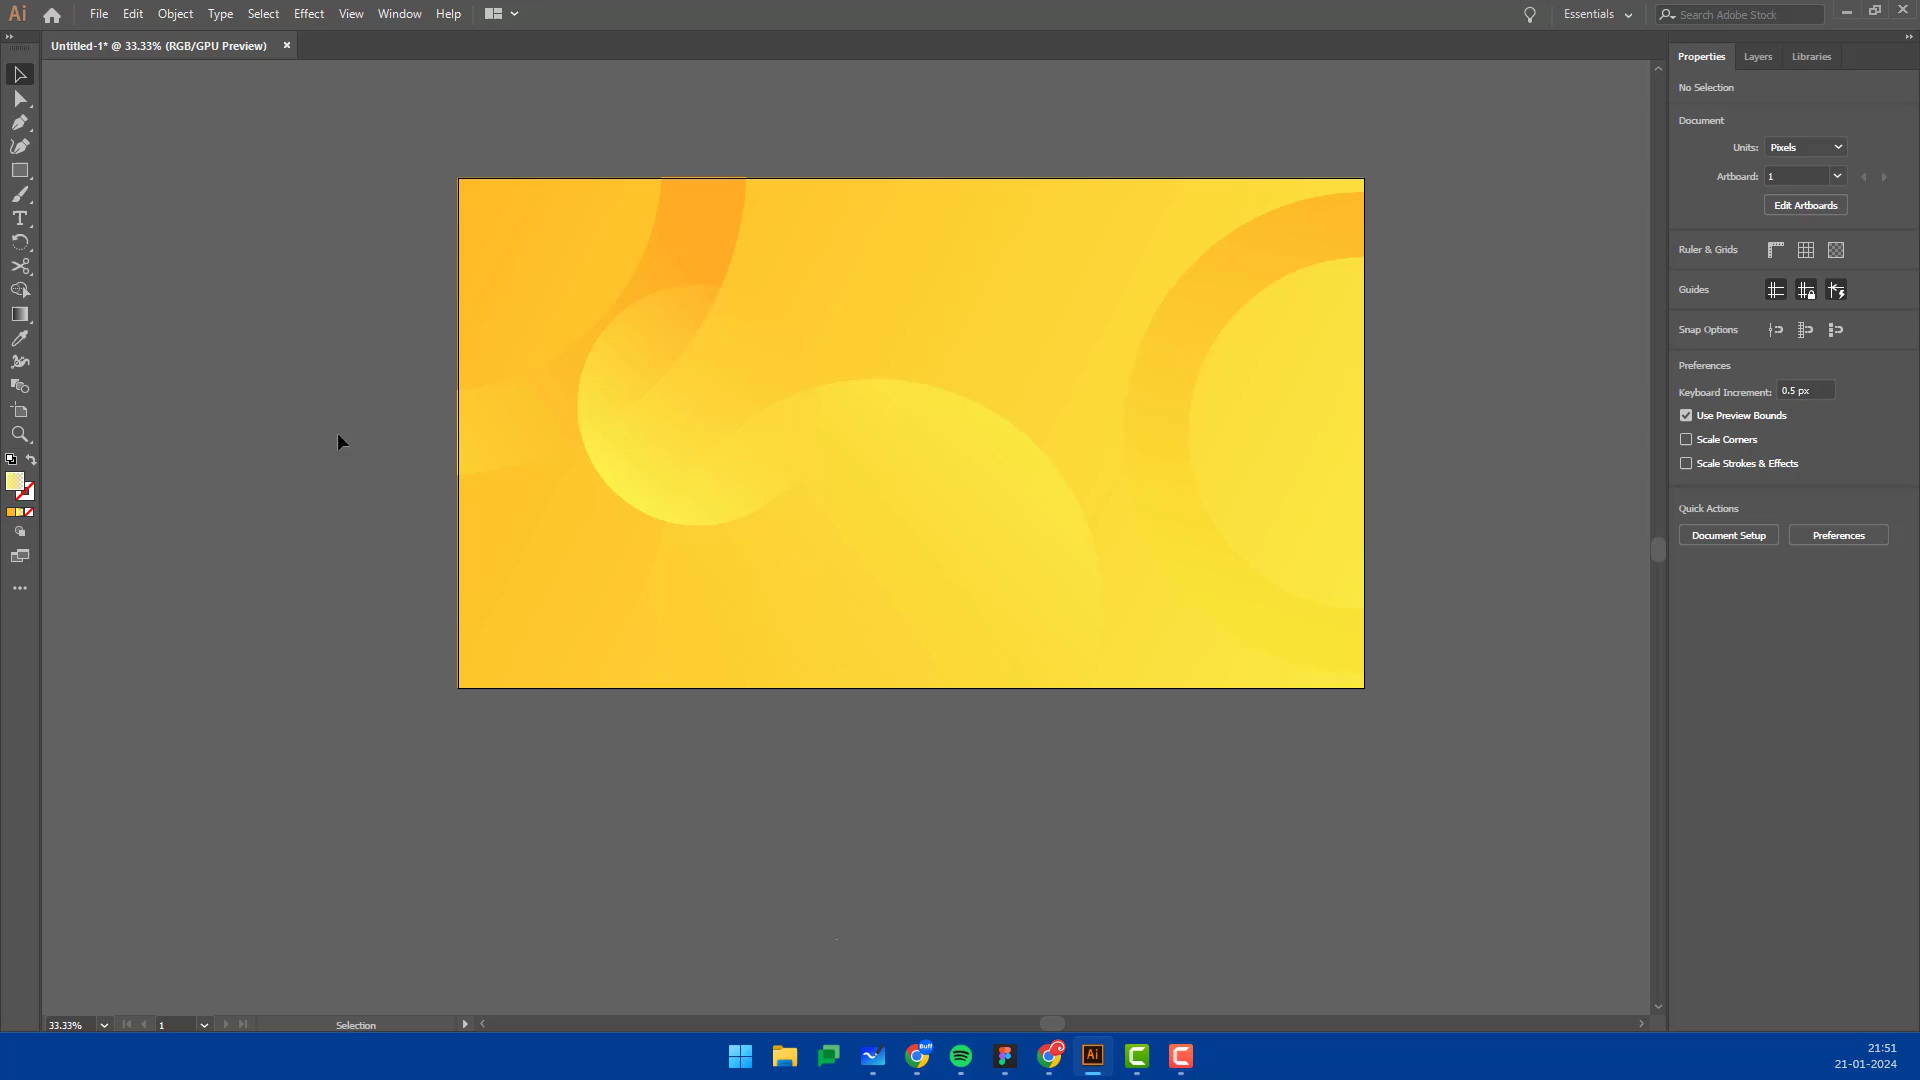 Ai File Edit Object Type Select Effect View Window Help Essentials Search Adobe Stock
Untitled-1* @ 33.33% (RGB/GPU Preview)
Properties Layers Libraries
No Selection
Document
Units: Pixels
Artboard: 1
Edit Artboards
Ruler & Grids
Guides
Snap Options
Preferences
Keyboard Increment: 0.5 px
Use Preview Bounds
Scale Corners
Scale Strokes & Effects
Quick Actions
Document Setup Preferences
33.33% 1 Selection
Buff
Ai
21:51
21-01-2024